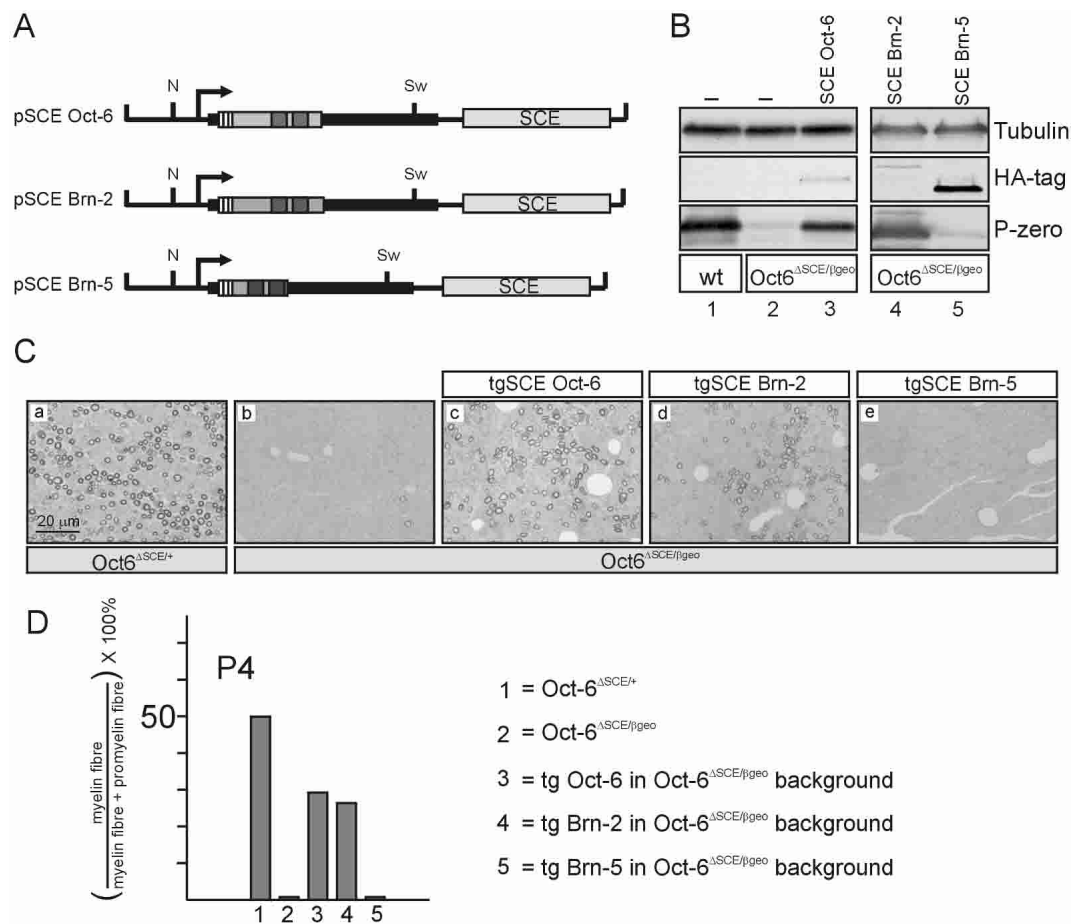 A
N
Sw
pSCE Oct-6
SCE
N
Sw
pSCE Brn-2
SCE
N
Sw
pSCE Brn-5
SCE
B
–
–
SCE Oct-6
SCE Brn-2
SCE Brn-5
Tubulin
HA-tag
P-zero
wt
Oct6ΔSCE/βgeo
Oct6ΔSCE/βgeo
1 2 3 4 5
C
tgSCE Oct-6
tgSCE Brn-2
tgSCE Brn-5
a
b
c
d
e
20 μm
Oct6ΔSCE/+
Oct6ΔSCE/βgeo
D
( myelin fibre
myelin fibre + promyelin fibre ) X 100%
P4
50
1 2 3 4 5
1 = Oct-6ΔSCE/+
2 = Oct-6ΔSCE/βgeo
3 = tg Oct-6 in Oct-6ΔSCE/βgeo background
4 = tg Brn-2 in Oct-6ΔSCE/βgeo background
5 = tg Brn-5 in Oct-6ΔSCE/βgeo background